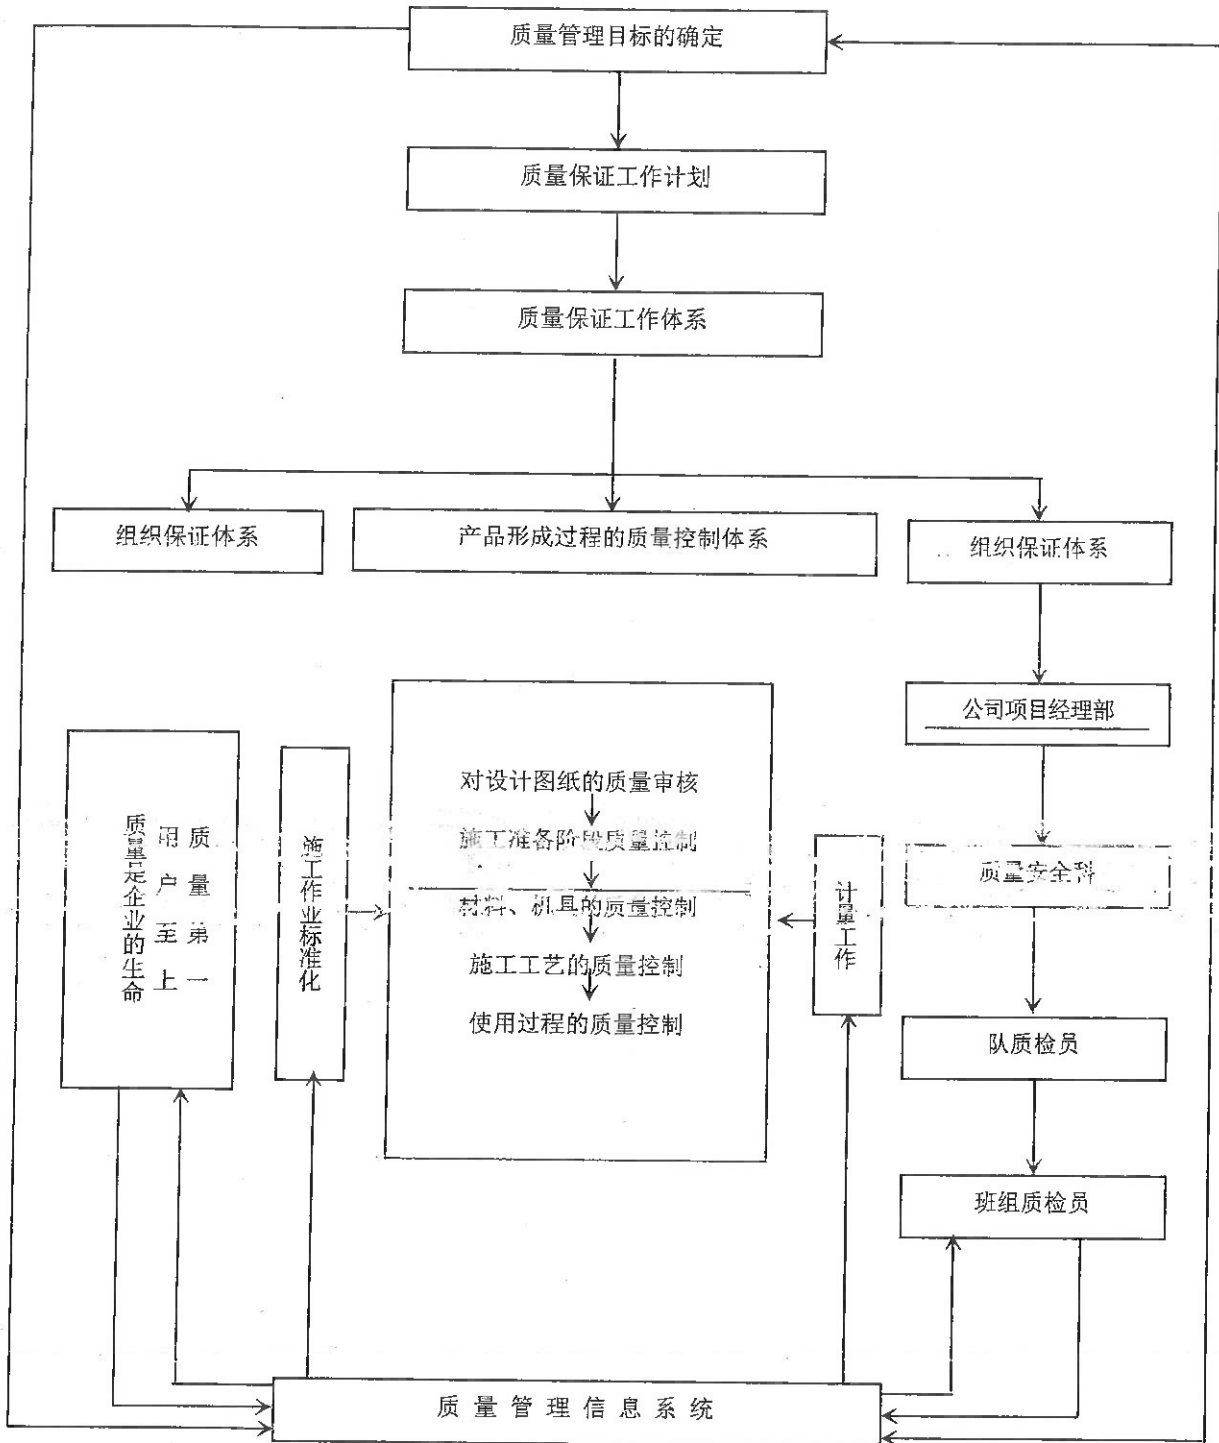 质量管理目标的确定
质量保证工作计划
质量保证工作体系
组织保证体系
产品形成过程的质量控制体系
组织保证体系
公司项目经理部
质量第一
用户至上
质量是企业的生命
施工作业标准化
对设计图纸的质量审核
施工准备阶段质量控制
材料、机具的质量控制
施工工艺的质量控制
使用过程的质量控制
计量工作
质量安全科
队质检员
班组质检员
质量管理信息系统